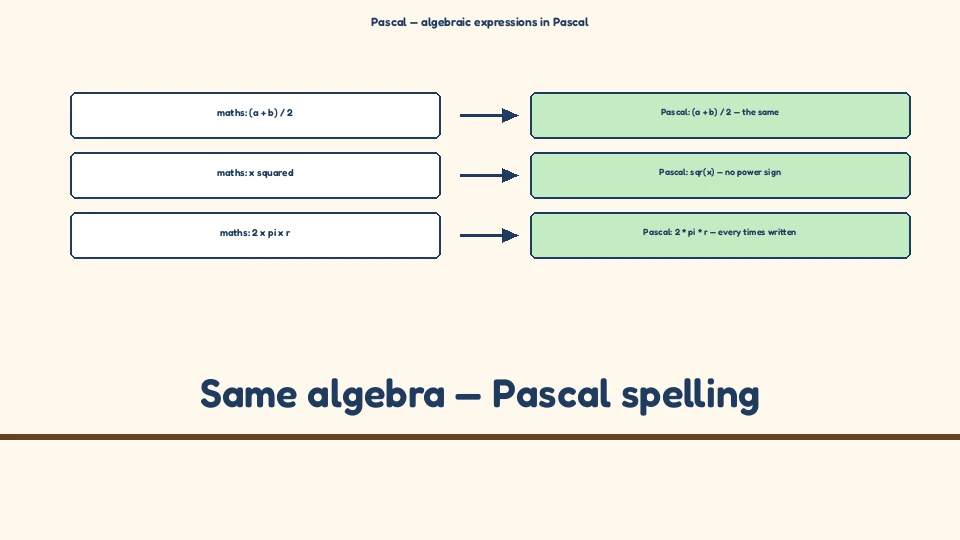 Pascal — algebraic expressions in Pascal
maths: (a + b) / 2
Pascal: (a + b) / 2 — the same
maths: x squared
Pascal: sqr(x) — no power sign
maths: 2 x pi x r
Pascal: 2 * pi * r — every times written
Same algebra — Pascal spelling